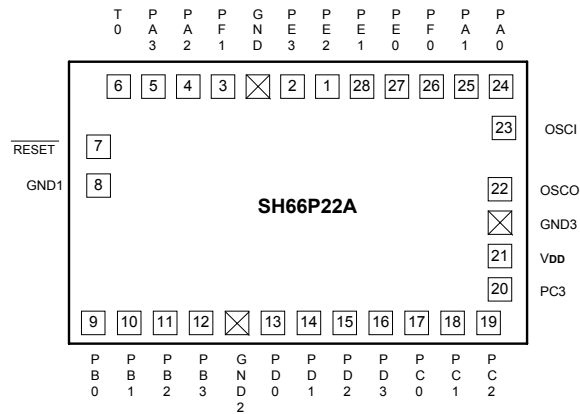 T0 PA3 PA2 PF1 GND PE3 PE2 PE1 PE0 PF0 PA1 PA0
6 5 4 3 2 1 28 27 26 25 24
23 OSCI
RESET 7
GND1 8
22 OSCO
SH66P22A
GND3
21 VDD
20 PC3
9 10 11 12 13 14 15 16 17 18 19
PB0 PB1 PB2 PB3 GND2 PD0 PD1 PD2 PD3 PC0 PC1 PC2